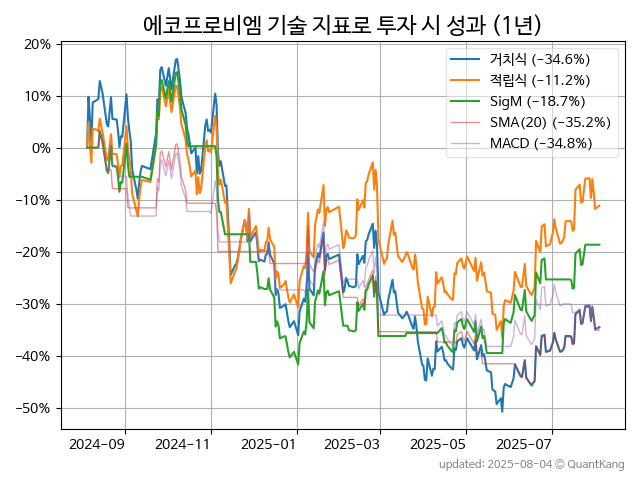 에코프로비엠 기술 지표로 투자 시 성과 (1년)
20%
10%
0%
−10%
−20%
−30%
−40%
−50%
거치식 (−34.6%)
적립식 (−11.2%)
SigM (−18.7%)
SMA(20) (−35.2%)
MACD (−34.8%)
2024-09
2024-11
2025-01
2025-03
2025-05
2025-07
updated: 2025-08-04 © QuantKang